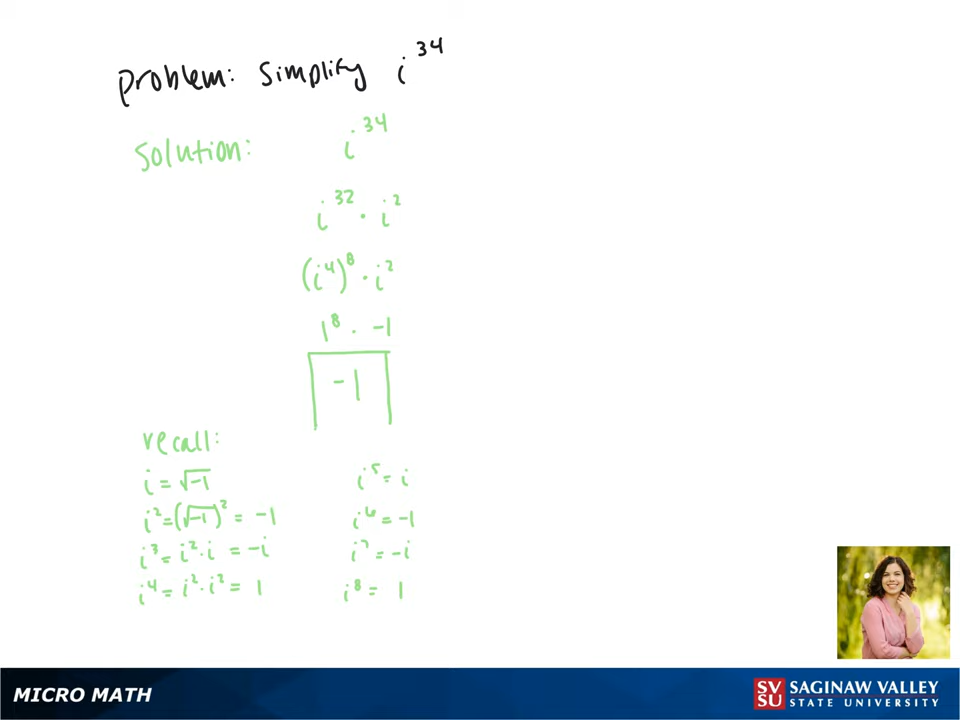 problem: simplify i^34
solution: i^34
i^32 · i^2
(i^4)^8 · i^2
1^8 · -1
-1
recall:
i = √-1
i^2 = (√-1)^2 = -1
i^3 = i^2 · i = -i
i^4 = i^2 · i^2 = 1
i^5 = i
i^6 = -1
i^7 = -i
i^8 = 1
MICRO MATH
SV
SU
SAGINAW VALLEY
STATE UNIVERSITY